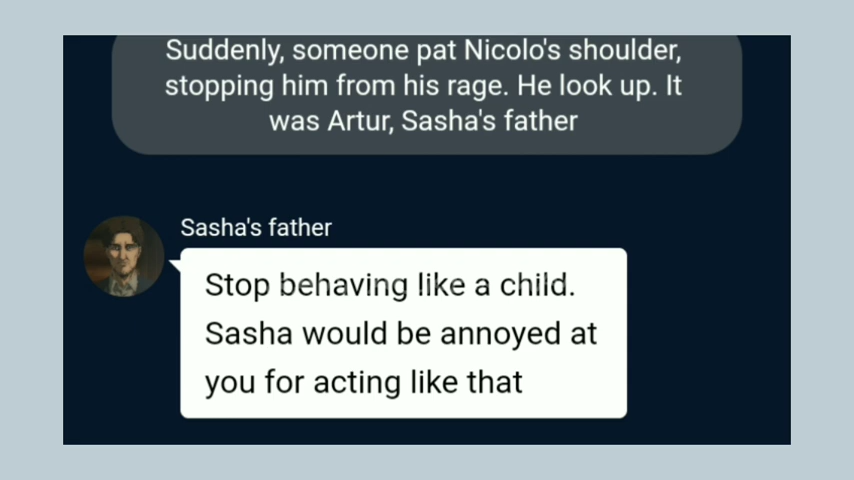 Suddenly, someone pat Nicolo's shoulder,
stopping him from his rage. He look up. It
was Artur, Sasha's father
Sasha's father
Stop behaving like a child.
Sasha would be annoyed at
you for acting like that